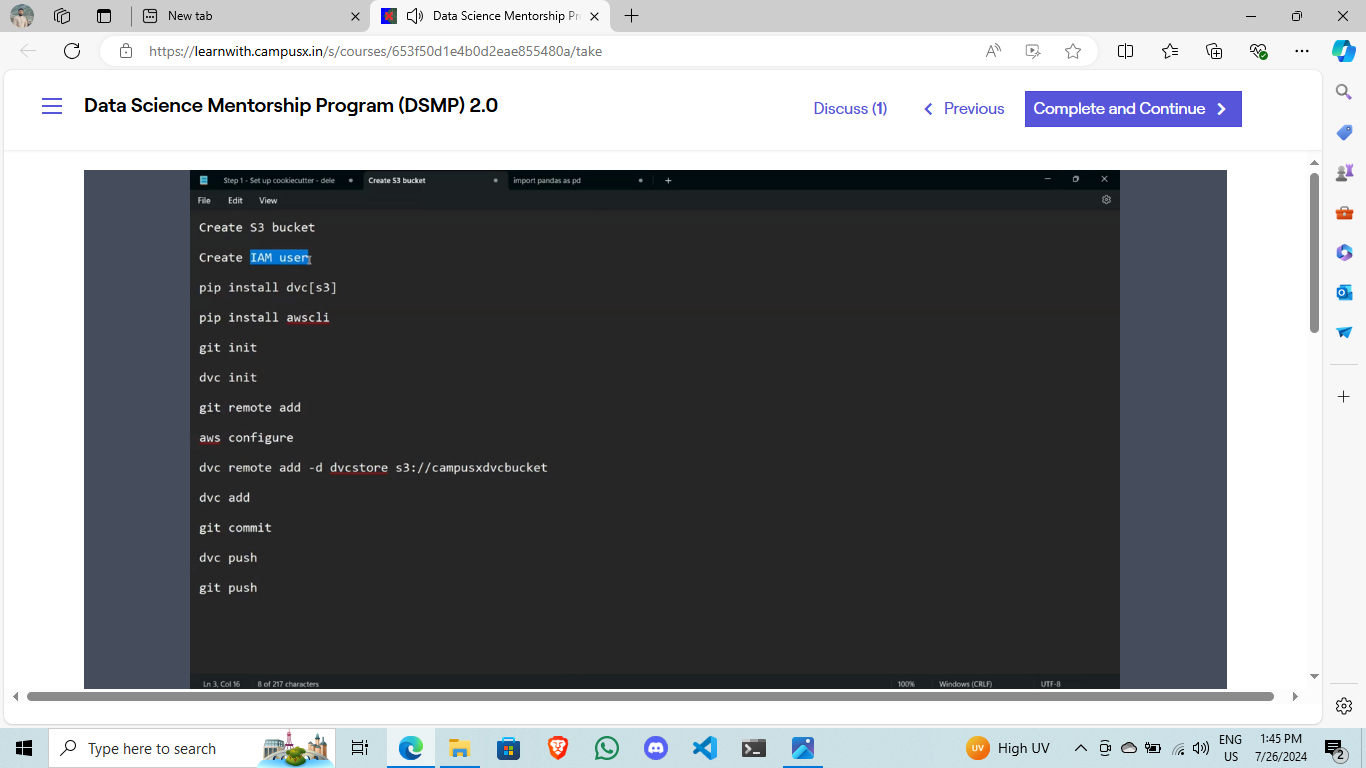 New tab
Data Science Mentorship Pr
https://learnwith.campusx.in/s/courses/653f50d1e4b0d2eae855480a/take
Data Science Mentorship Program (DSMP) 2.0
Discuss (1)
Previous
Complete and Continue
Step 1 - Set up cookiecutter - dele
Create S3 bucket
import pandas as pd
File Edit View
Create S3 bucket
Create IAM user
pip install dvc[s3]
pip install awscli
git init
dvc init
git remote add
aws configure
dvc remote add -d dvcstore s3://campusxdvcbucket
dvc add
git commit
dvc push
git push
Ln 3, Col 16 8 of 217 characters 100% Windows (CRLF) UTF-8
Type here to search
UV
High UV
ENG
US
1:45 PM
7/26/2024
2